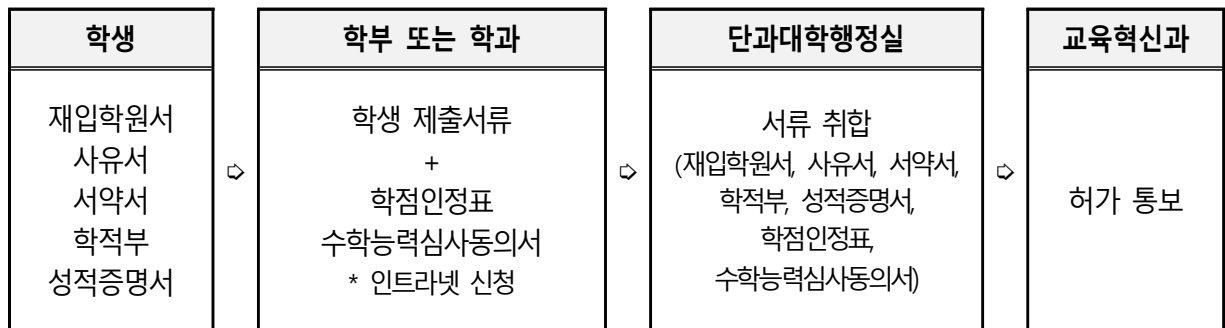 학생
재입학원서
사유서
서약서
학적부
성적증명서
➪
학부 또는 학과
학생 제출서류
+
학점인정표
수학능력심사동의서
* 인트라넷 신청
➪
단과대학행정실
서류 취합
(재입학원서, 사유서, 서약서,
학적부, 성적증명서,
학점인정표,
수학능력심사동의서)
➪
교육혁신과
허가 통보